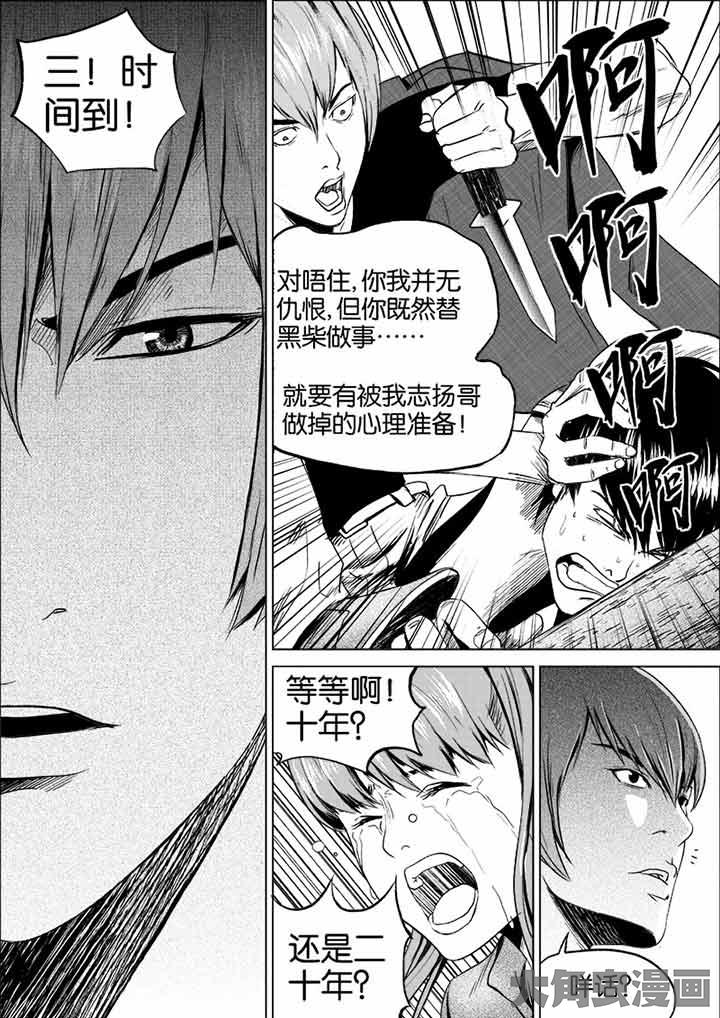 三！时
间到！
啊
啊
啊
啊
对唔住，你我并无
仇恨，但你既然替
黑柴做事……
就要有被我志扬哥
做掉的心理准备！
等等啊！
十年？
还是二
十年？
咩话？
大角虫漫画